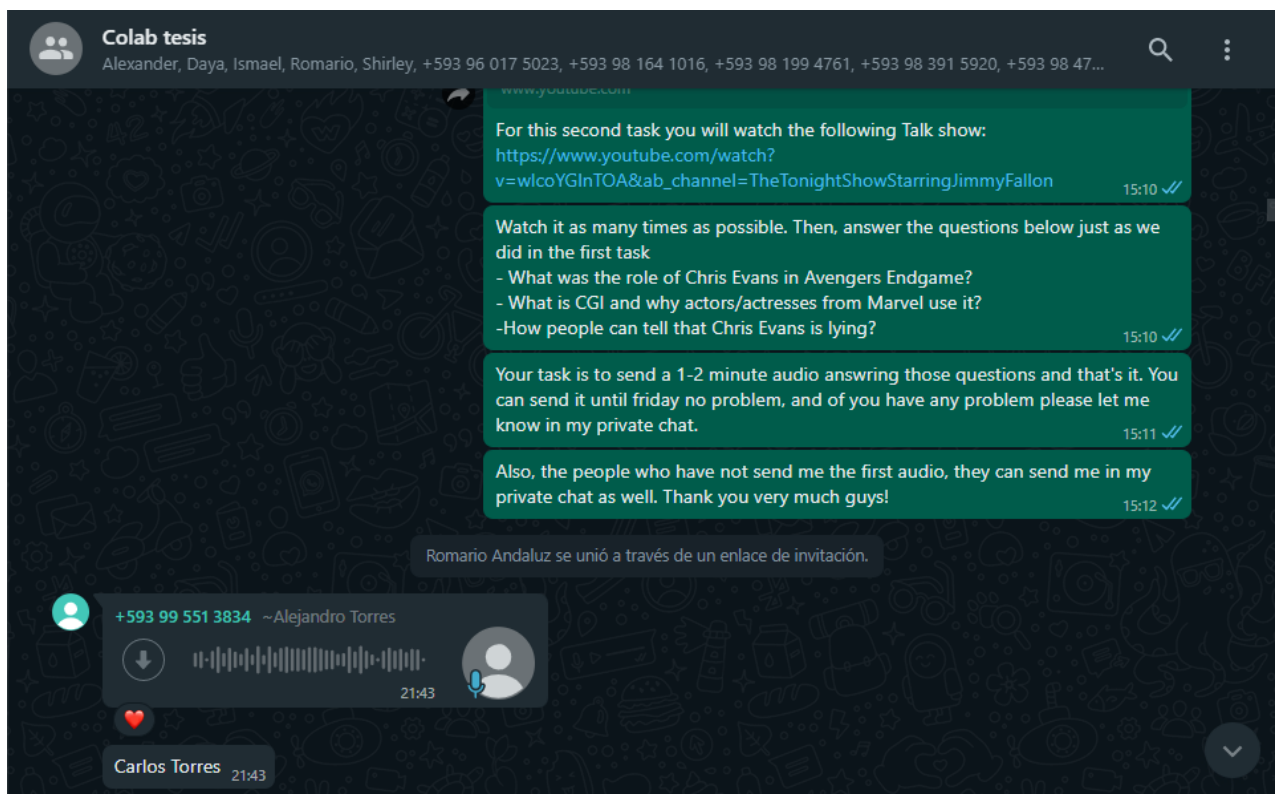 Colab tesis
Alexander, Daya, Ismael, Romario, Shirley, +593 96 017 5023, +593 98 164 1016, +593 98 199 4761, +593 98 391 5920, +593 98 47...
www.youtube.com
For this second task you will watch the following Talk show:
https://www.youtube.com/watch?
v=wlcoYGInTOA&ab_channel=TheTonightShowStarringJimmyFallon
15:10
Watch it as many times as possible. Then, answer the questions below just as we
did in the first task
- What was the role of Chris Evans in Avengers Endgame?
- What is CGI and why actors/actresses from Marvel use it?
-How people can tell that Chris Evans is lying?
15:10
Your task is to send a 1-2 minute audio answring those questions and that's it. You
can send it until friday no problem, and of you have any problem please let me
know in my private chat.
15:11
Also, the people who have not send me the first audio, they can send me in my
private chat as well. Thank you very much guys!
15:12
Romario Andaluz se unió a través de un enlace de invitación.
+593 99 551 3834 ~Alejandro Torres
21:43
Carlos Torres 21:43